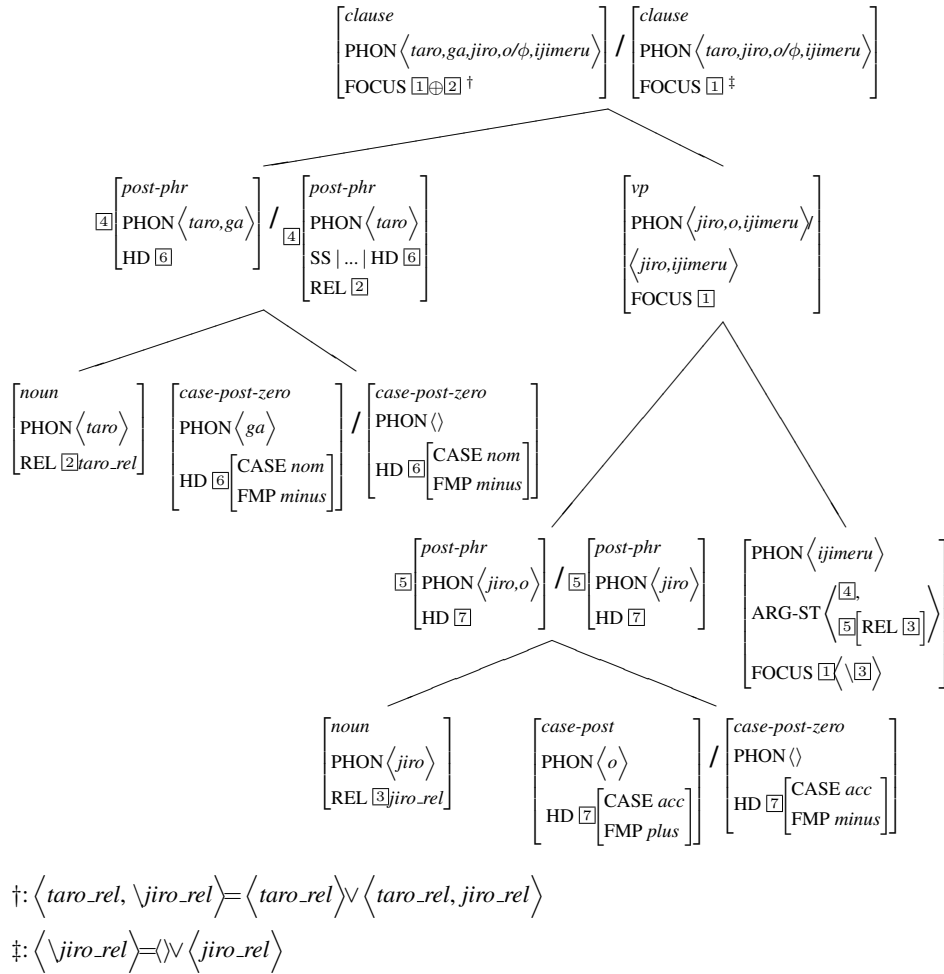 [clause
PHON ⟨taro,ga,jiro,o/ϕ,ijimeru⟩
FOCUS [1]⊕[2] †]
/
[clause
PHON ⟨taro,jiro,o/ϕ,ijimeru⟩
FOCUS [1] ‡]
[4] [post-phr
PHON ⟨taro,ga⟩
HD [6]]
/
[4] [post-phr
PHON ⟨taro⟩
SS | ... | HD [6]
REL [2]]
[vp
PHON ⟨jiro,o,ijimeru⟩/
⟨jiro,ijimeru⟩
FOCUS [1]]
[noun
PHON ⟨taro⟩
REL [2]taro_rel]
[case-post-zero
PHON ⟨ga⟩
HD [6] [CASE nom
FMP minus]]
/
[case-post-zero
PHON ⟨⟩
HD [6] [CASE nom
FMP minus]]
[5] [post-phr
PHON ⟨jiro,o⟩
HD [7]]
/
[5] [post-phr
PHON ⟨jiro⟩
HD [7]]
[PHON ⟨ijimeru⟩
ARG-ST ⟨[4],
[5][REL [3]]⟩
FOCUS [1]⟨\[3]⟩]
[noun
PHON ⟨jiro⟩
REL [3]jiro_rel]
[case-post
PHON ⟨o⟩
HD [7] [CASE acc
FMP plus]]
/
[case-post-zero
PHON ⟨⟩
HD [7] [CASE acc
FMP minus]]
†: ⟨taro_rel, \jiro_rel⟩=⟨taro_rel⟩∨⟨taro_rel, jiro_rel⟩
‡: ⟨\jiro_rel⟩=⟨⟩∨⟨jiro_rel⟩